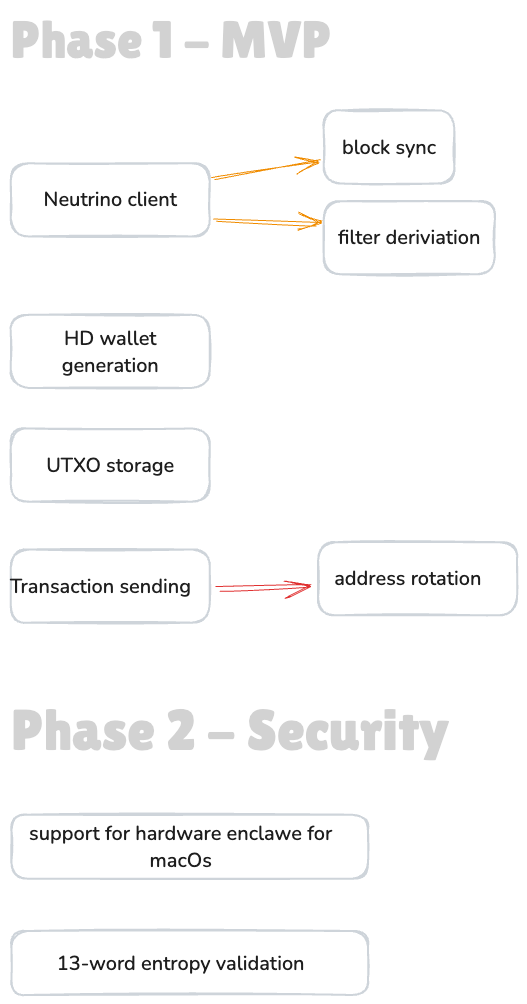 Phase 1 – MVP
block sync
Neutrino client
filter deriviation
HD wallet
generation
UTXO storage
Transaction sending
address rotation
Phase 2 – Security
support for hardware enclawe for
macOs
13-word entropy validation